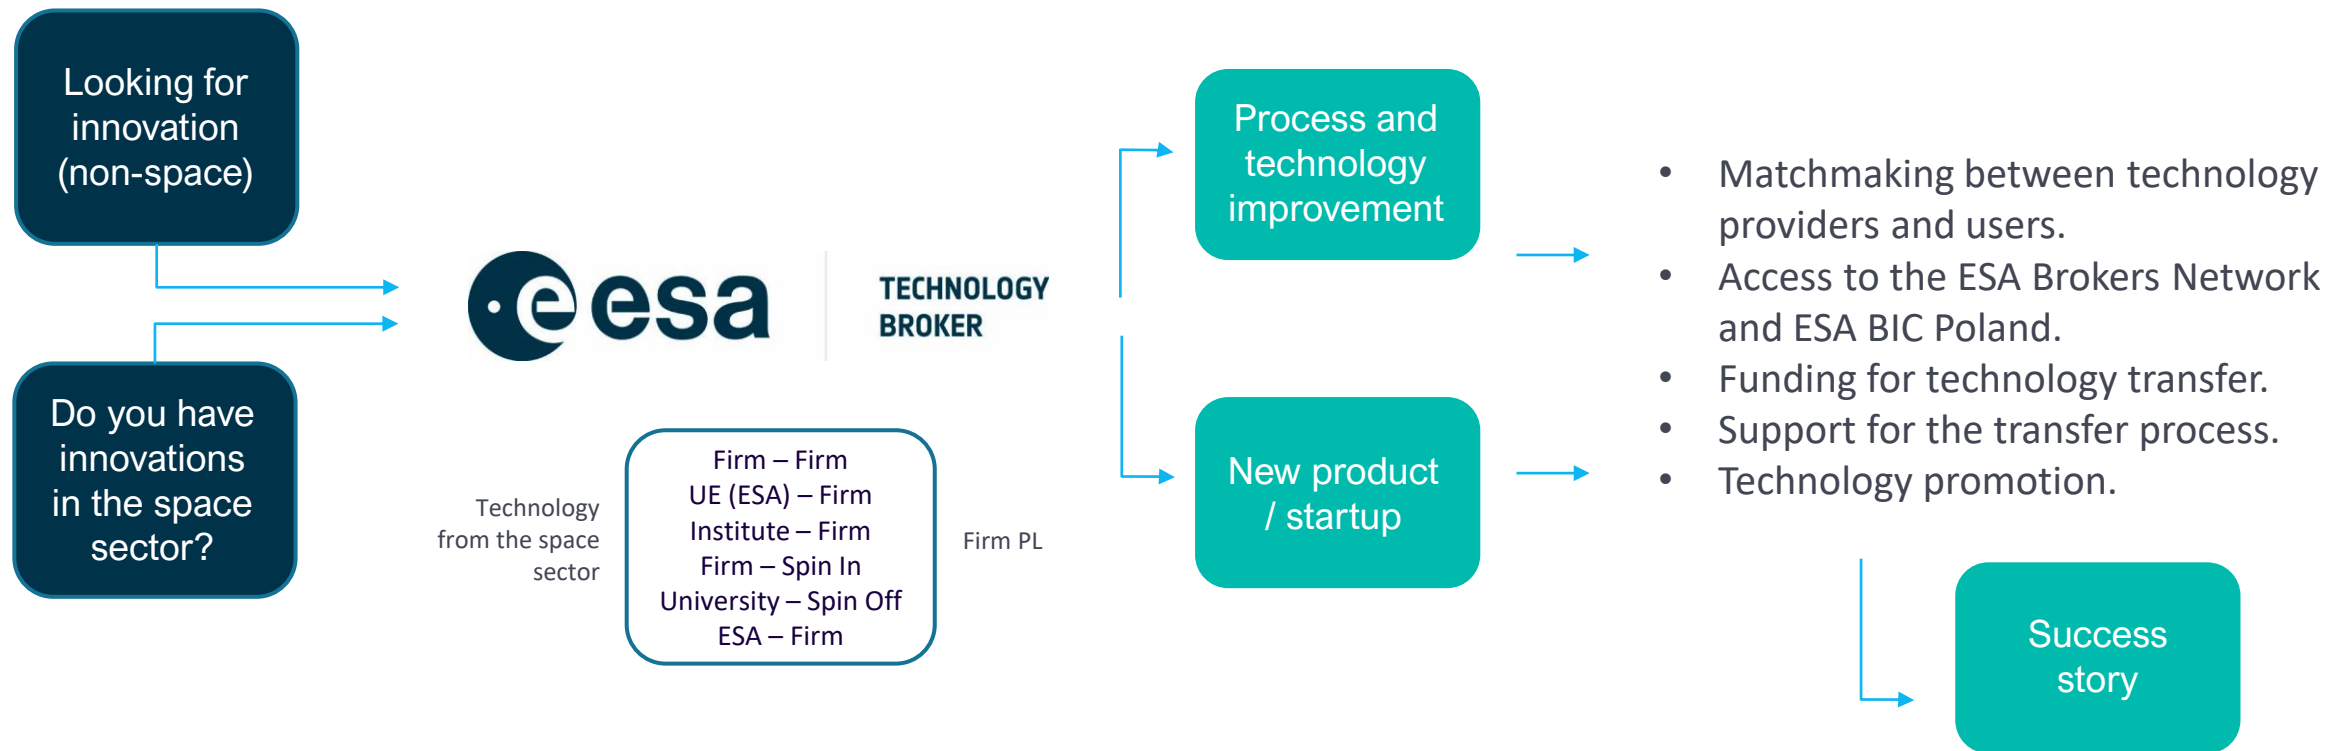 Looking for
innovation
(non-space)
Do you have
innovations
in the space
sector?
esa
TECHNOLOGY
BROKER
Technology
from the space
sector
Firm – Firm
UE (ESA) – Firm
Institute – Firm
Firm – Spin In
University – Spin Off
ESA – Firm
Firm PL
Process and
technology
improvement
New product
/ startup
• Matchmaking between technology
providers and users.
• Access to the ESA Brokers Network
and ESA BIC Poland.
• Funding for technology transfer.
• Support for the transfer process.
• Technology promotion.
Success
story